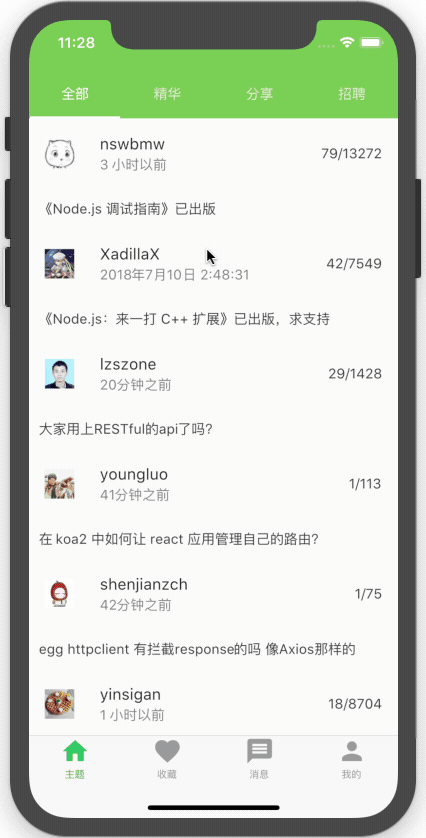 11:28
全部 精华 分享 招聘
nswbmw 79/13272
3 小时以前
《Node.js 调试指南》已出版
XadillaX 42/7549
2018年7月10日 2:48:31
《Node.js：来一打 C++ 扩展》已出版，求支持
lzszone 29/1428
20分钟之前
大家用上RESTful的api了吗?
youngluo 1/113
41分钟之前
在 koa2 中如何让 react 应用管理自己的路由?
shenjianzch 1/75
42分钟之前
egg httpclient 有拦截response的吗 像Axios那样的
yinsigan 18/8704
1 小时以前
主题 收藏 消息 我的